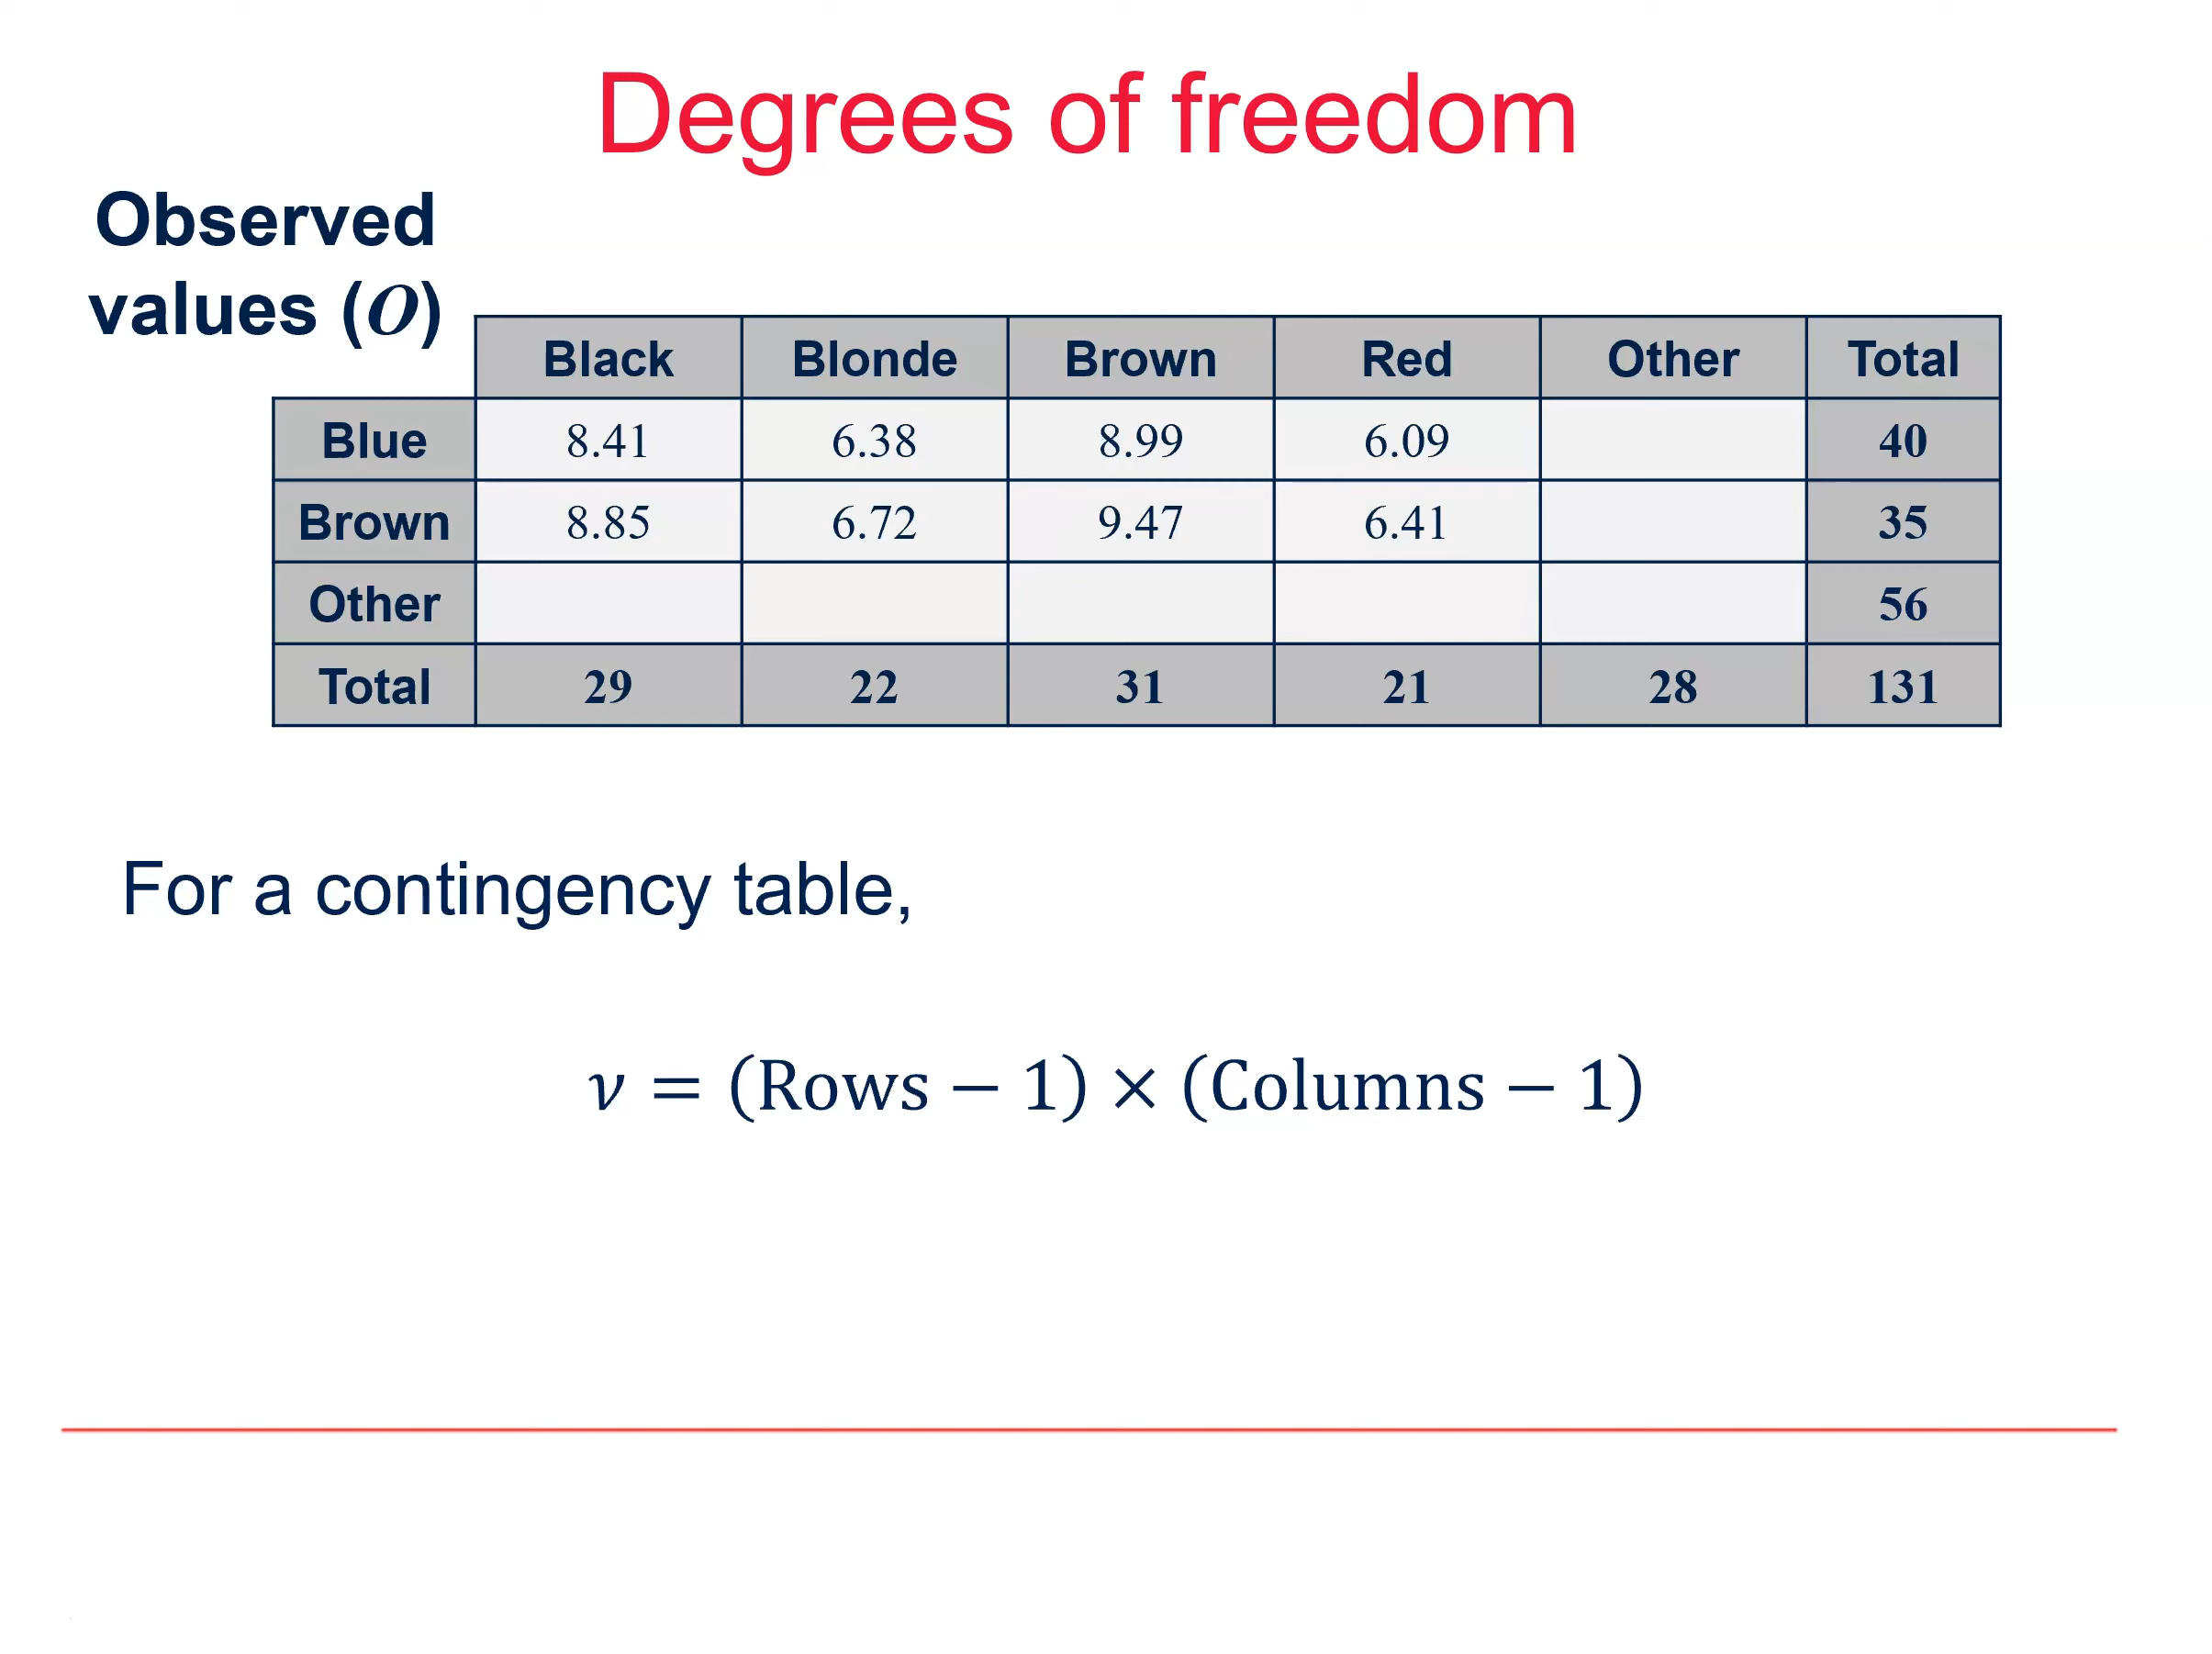 Degrees of freedom
Observed
values (O)
Black Blonde Brown Red Other Total
Blue 8.41 6.38 8.99 6.09 40
Brown 8.85 6.72 9.47 6.41 35
Other 56
Total 29 22 31 21 28 131
For a contingency table,
ν = (Rows − 1) × (Columns − 1)